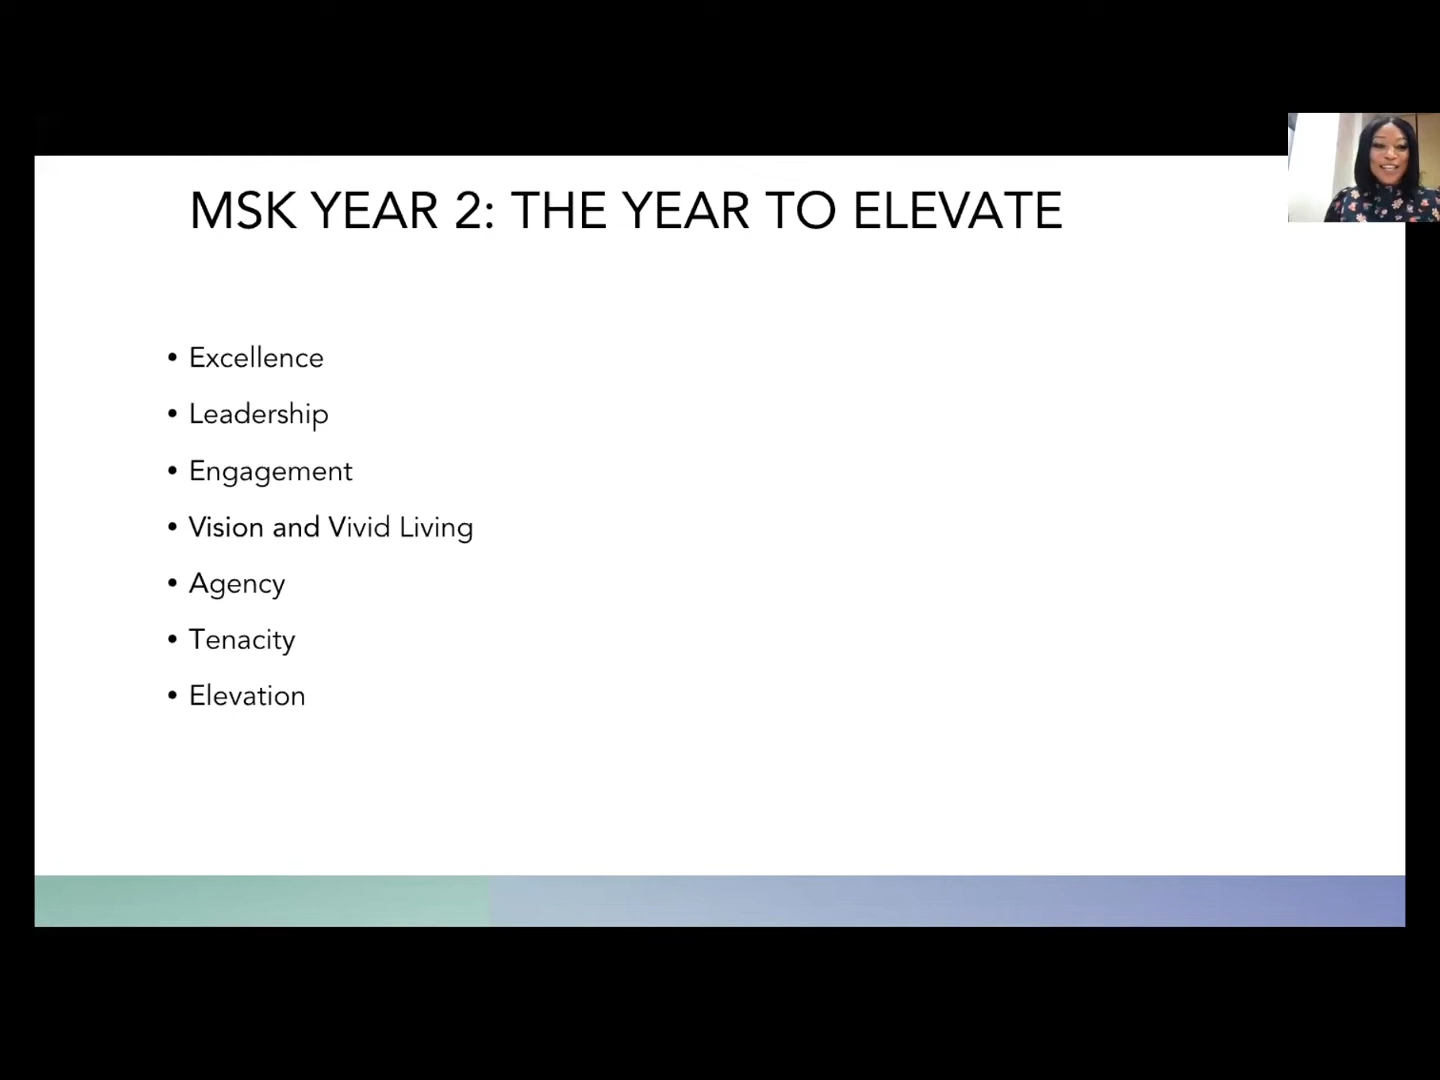 MSK YEAR 2: THE YEAR TO ELEVATE
• Excellence
• Leadership
• Engagement
• Vision and Vivid Living
• Agency
• Tenacity
• Elevation